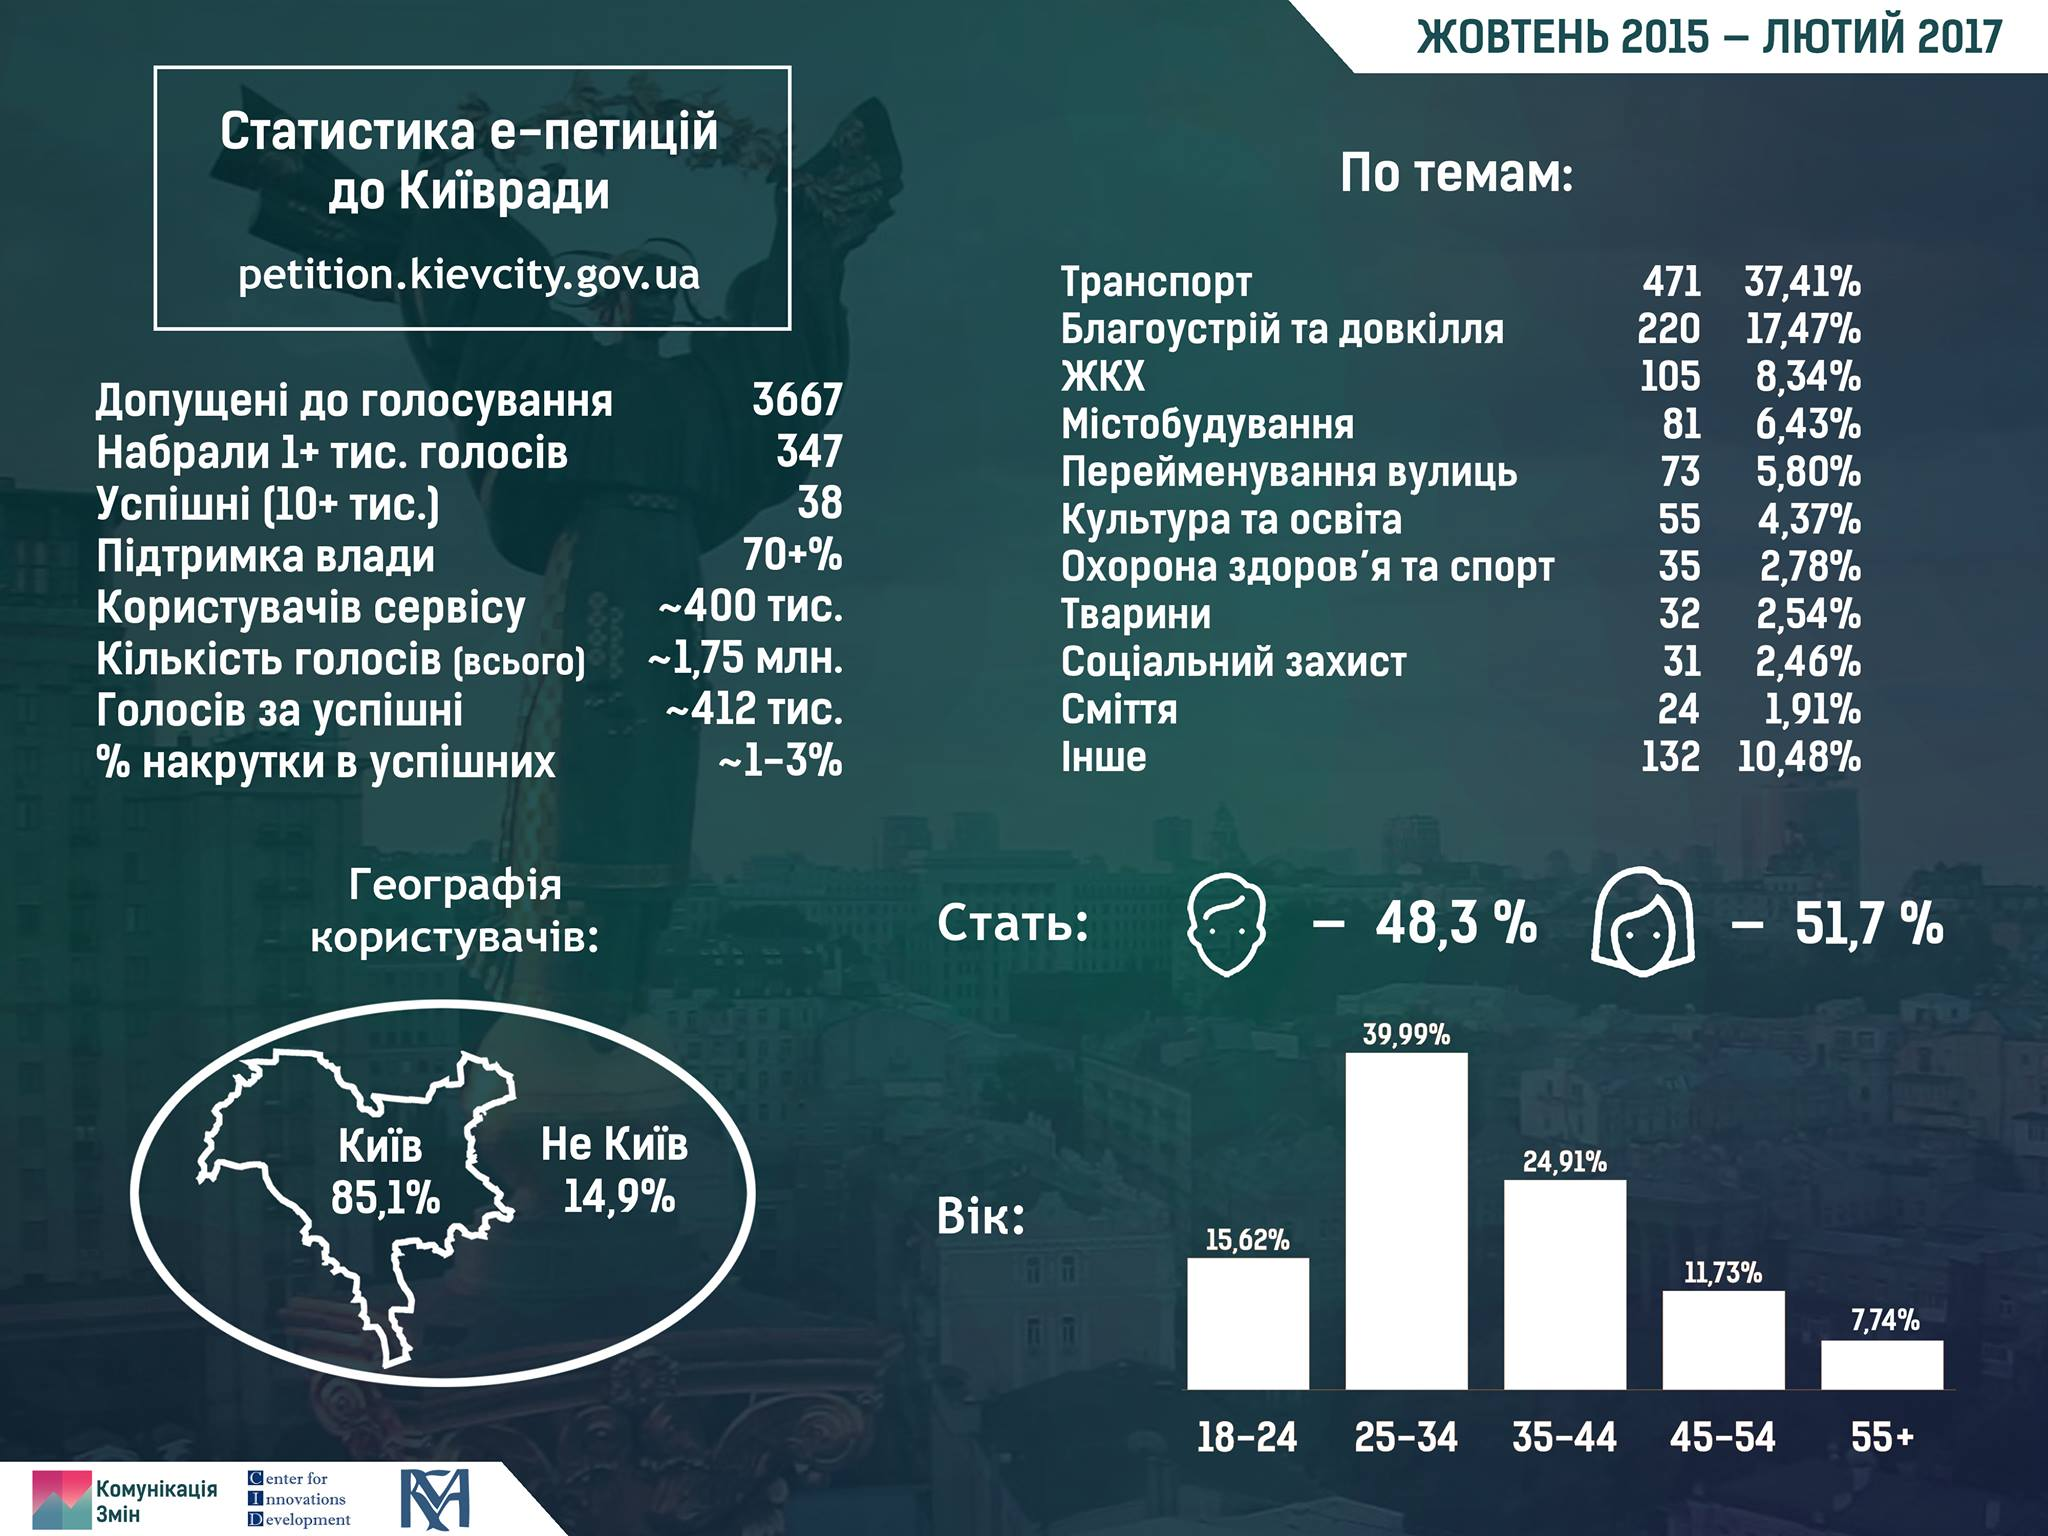 ЖОВТЕНЬ 2015 – ЛЮТИЙ 2017
Статистика е-петицій
до Київради
petition.kievcity.gov.ua
Допущені до голосування 3667
Набрали 1+ тис. голосів 347
Успішні (10+ тис.) 38
Підтримка влади 70+%
Користувачів сервісу ~400 тис.
Кількість голосів (всього) ~1,75 млн.
Голосів за успішні ~412 тис.
% накрутки в успішних ~1-3%
По темам:
Транспорт 471 37,41%
Благоустрій та довкілля 220 17,47%
ЖКХ 105 8,34%
Містобудування 81 6,43%
Перейменування вулиць 73 5,80%
Культура та освіта 55 4,37%
Охорона здоров’я та спорт 35 2,78%
Тварини 32 2,54%
Соціальний захист 31 2,46%
Сміття 24 1,91%
Інше 132 10,48%
Географія
користувачів:
Київ
85,1%
Не Київ
14,9%
Стать: – 48,3 % – 51,7 %
Вік:
39,99%
24,91%
15,62%
11,73%
7,74%
18-24 25-34 35-44 45-54 55+
Комунікація
Змін
Center for
Innovations
Development